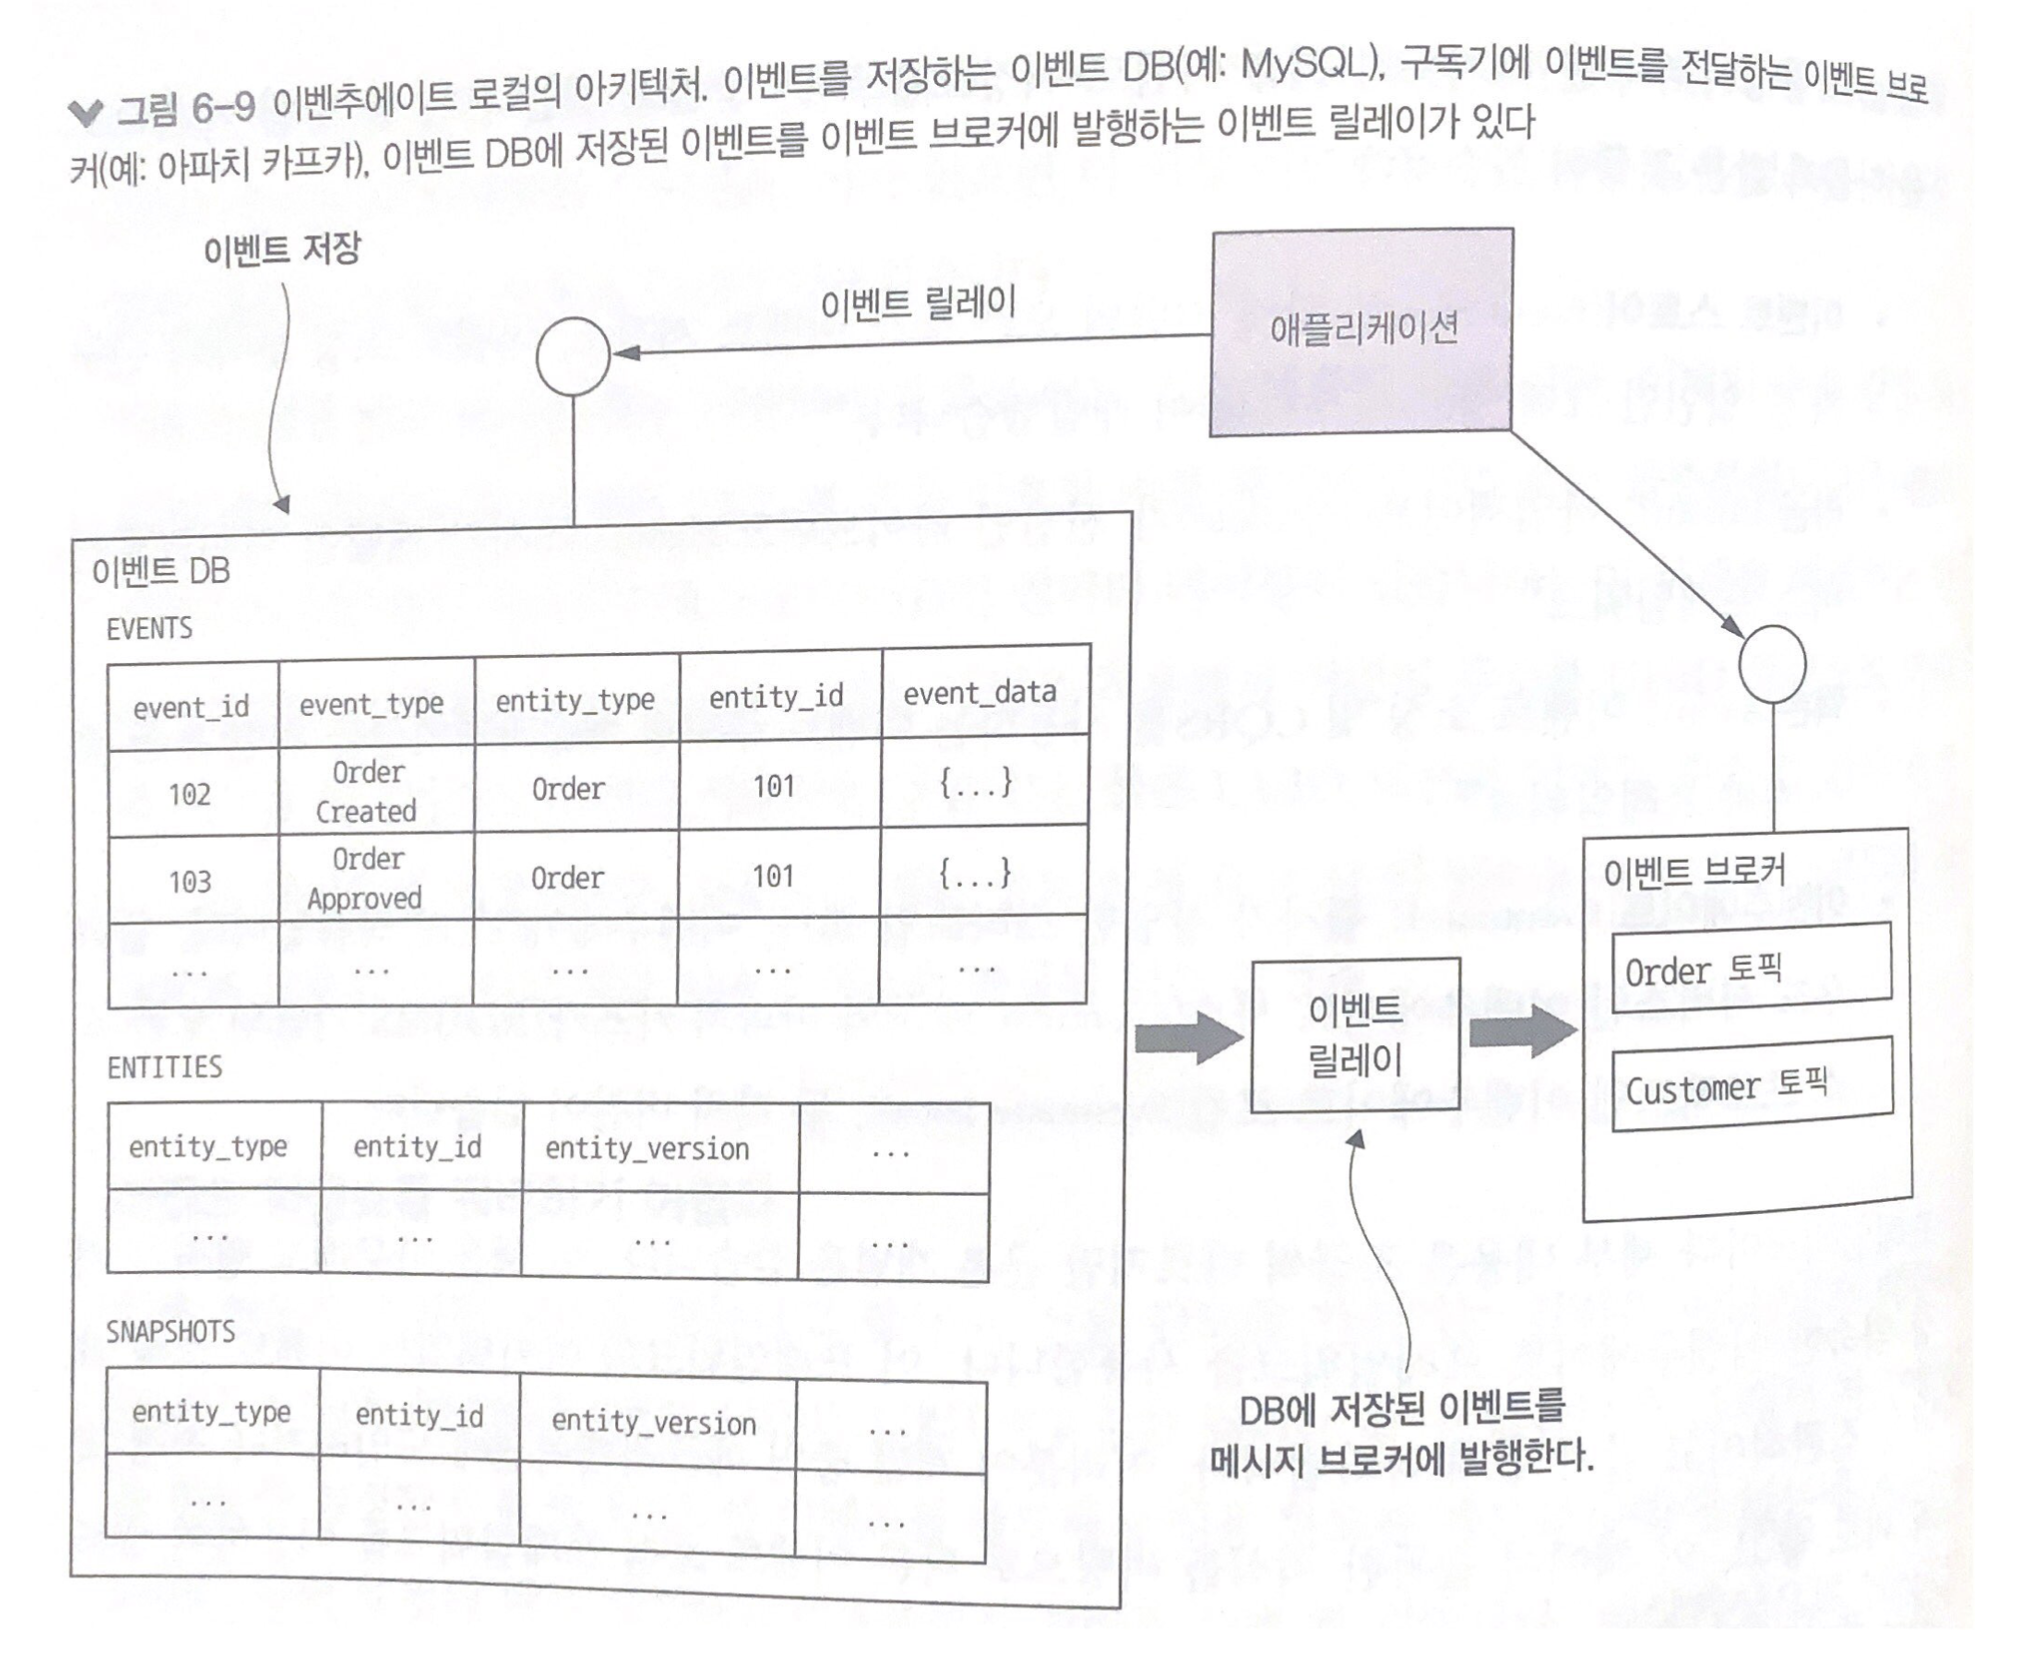 그림 6-9 이벤추에이트 로컬의 아키텍처. 이벤트를 저장하는 이벤트 DB(예: MySQL), 구독기에 이벤트를 전달하는 이벤트 브로
커(예: 아파치 카프카), 이벤트 DB에 저장된 이벤트를 이벤트 브로커에 발행하는 이벤트 릴레이가 있다
이벤트 저장
이벤트 릴레이
애플리케이션
이벤트 DB
EVENTS
event_id event_type entity_type entity_id event_data
102 Order Created Order 101 {...}
103 Order Approved Order 101 {...}
... ... ... ... ...
ENTITIES
entity_type entity_id entity_version ...
... ... ... ...
SNAPSHOTS
entity_type entity_id entity_version ...
... ... ... ...
이벤트
릴레이
이벤트 브로커
Order 토픽
Customer 토픽
DB에 저장된 이벤트를
메시지 브로커에 발행한다.